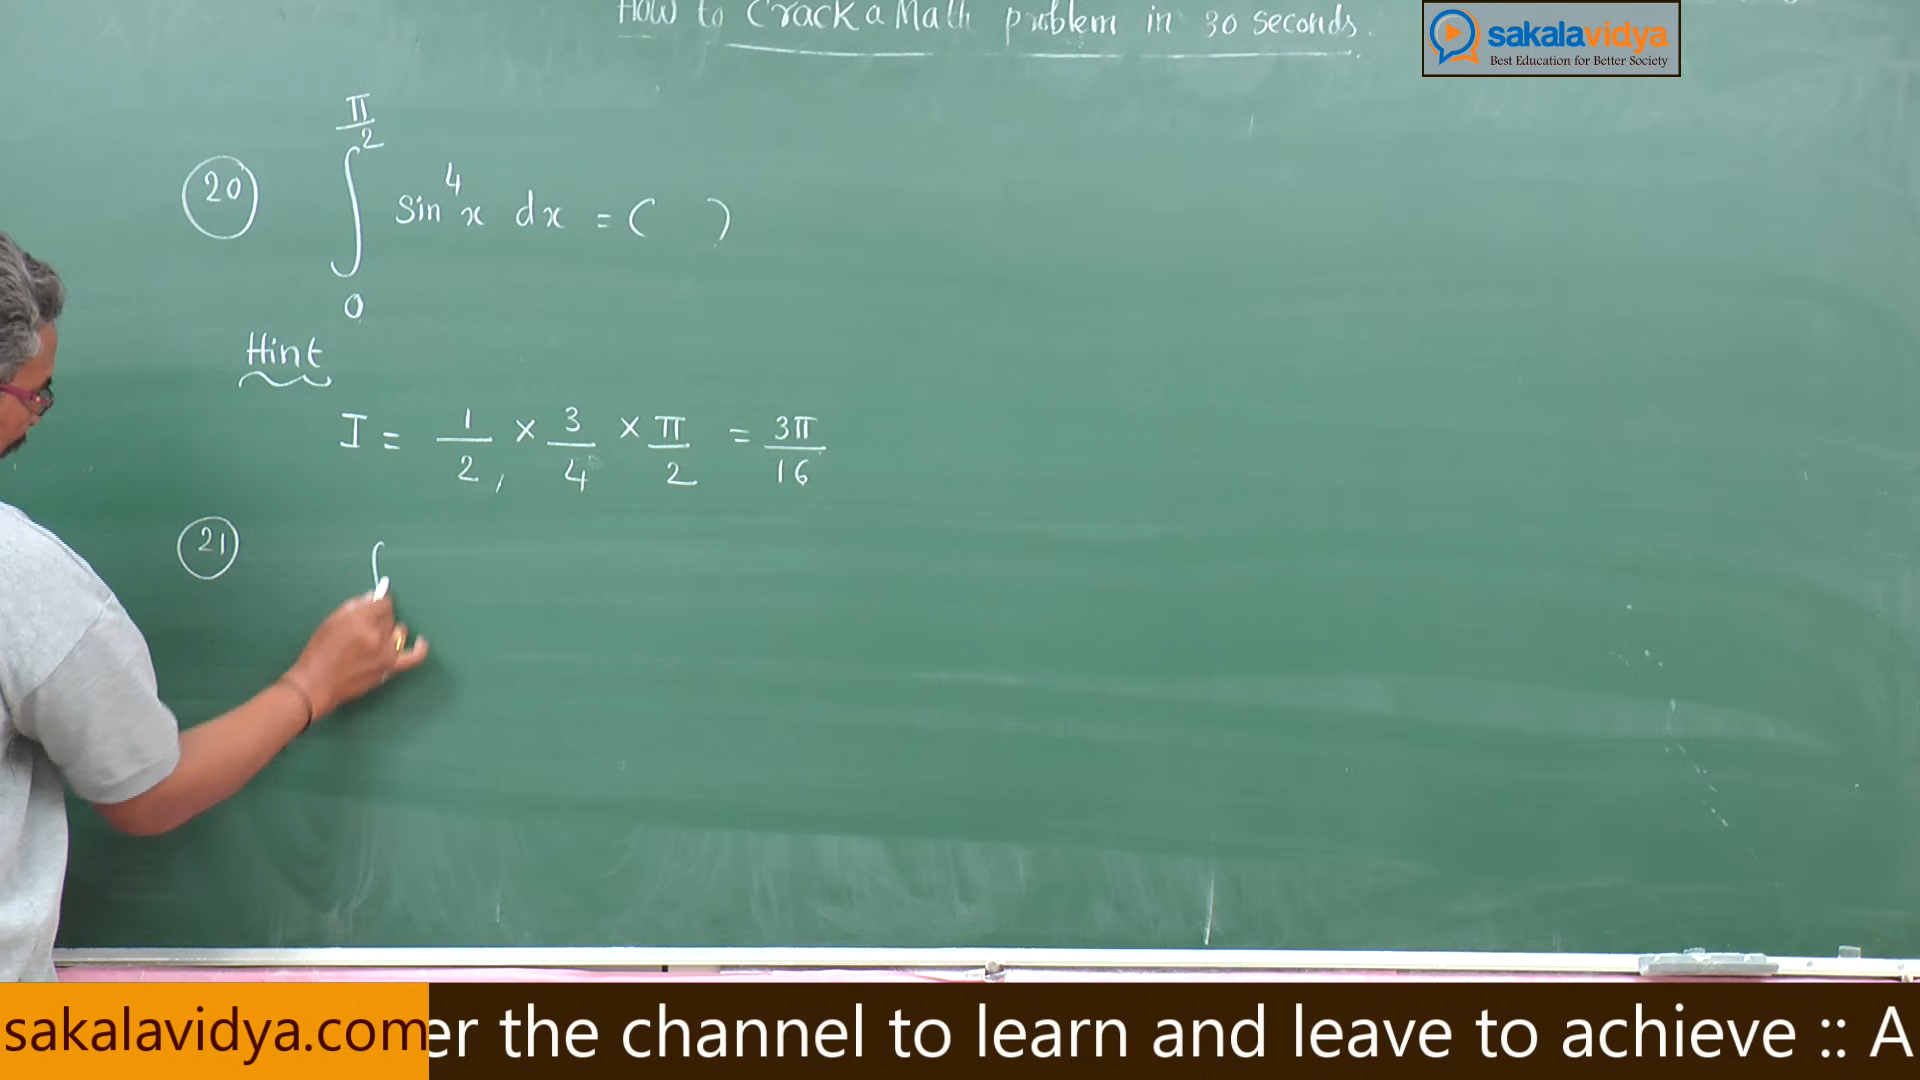 How to Crack a Math problem in 30 seconds.
sakalavidya
Best Education for Better Society
20 ∫₀^(π/2) sin⁴x dx = ( )
Hint
I = 1/2 × 3/4 × π/2 = 3π/16
21 ∫
sakalavidya.com er the channel to learn and leave to achieve :: A